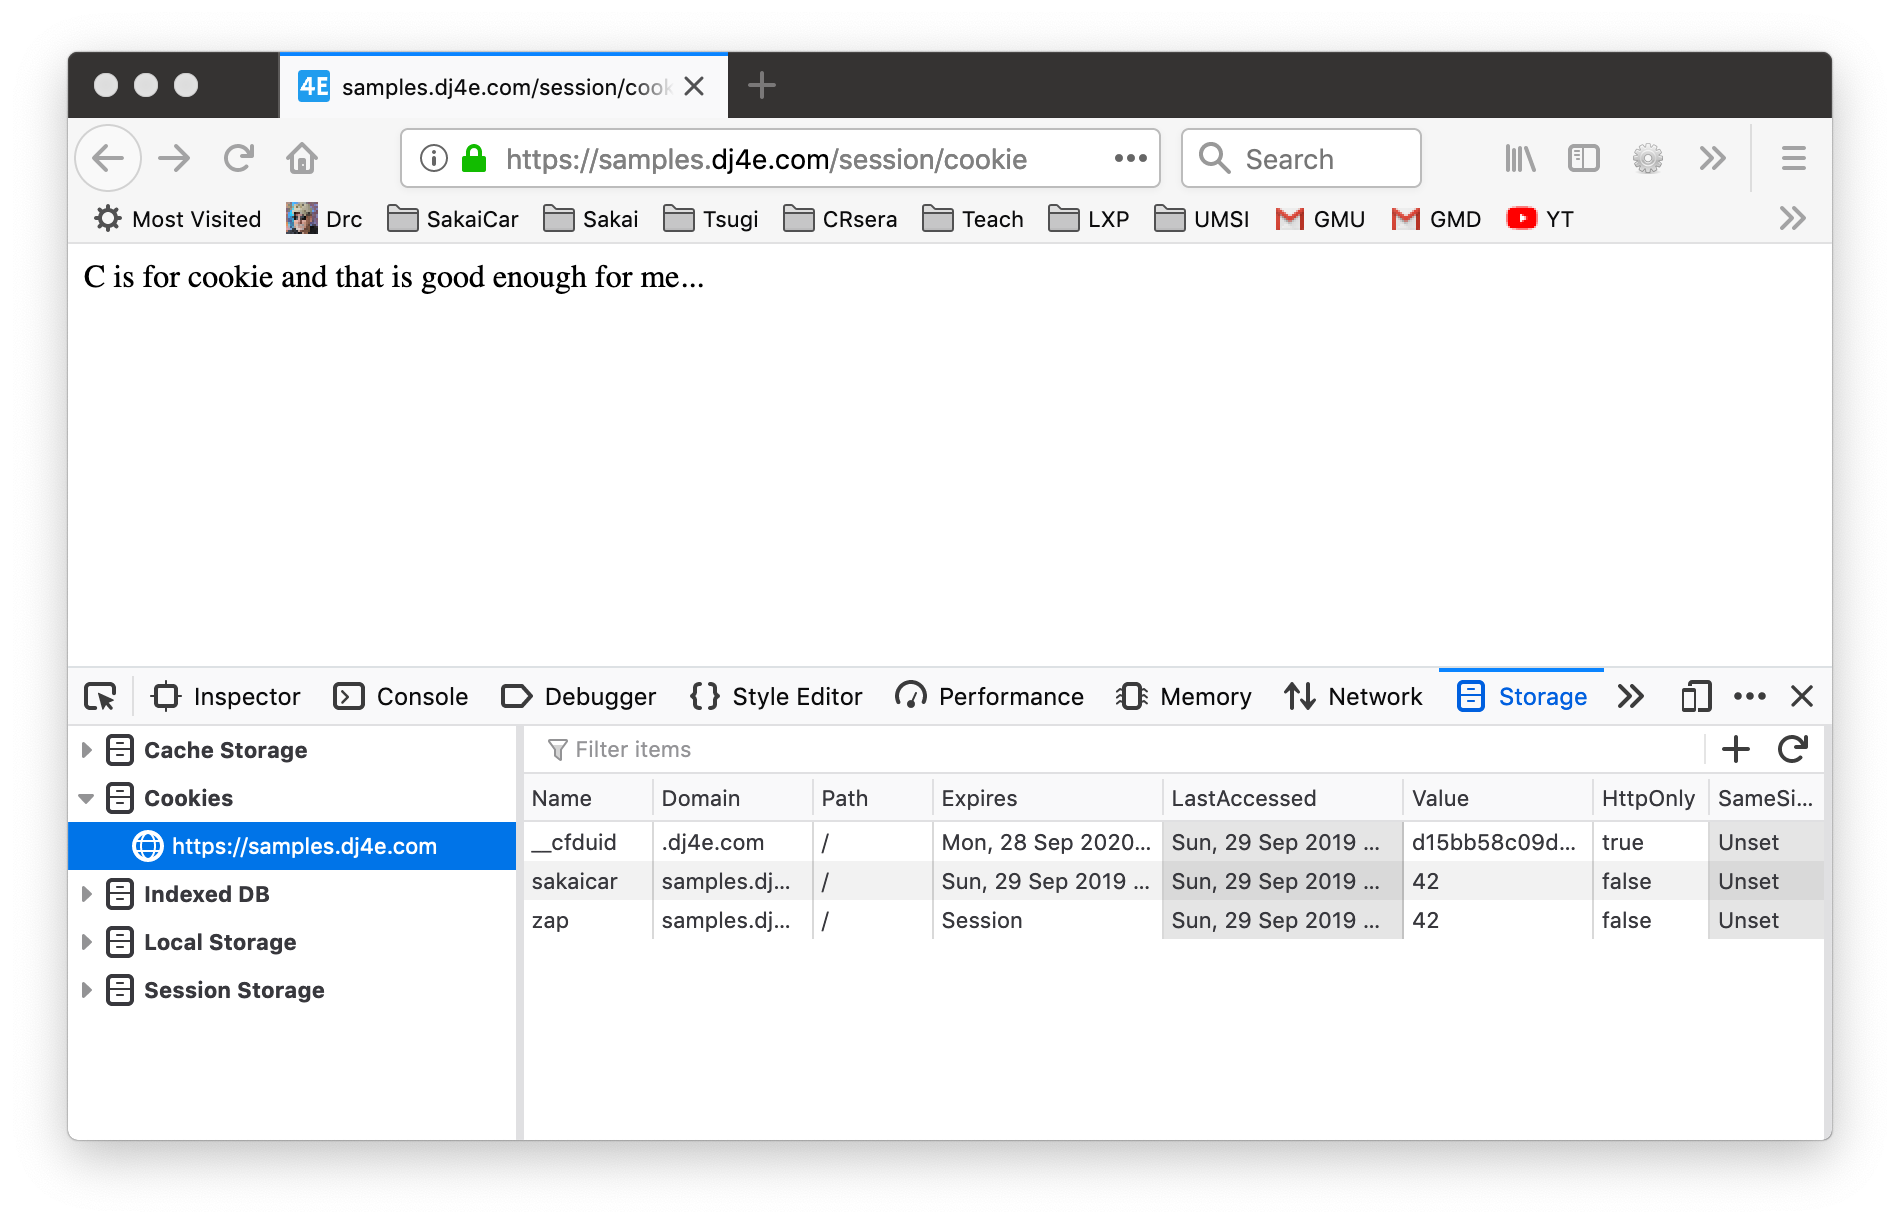 4E samples.dj4e.com/session/cook
https://samples.dj4e.com/session/cookie
Search
Most Visited Drc SakaiCar Sakai Tsugi CRsera Teach LXP UMSI GMU GMD YT
C is for cookie and that is good enough for me...
Inspector Console Debugger Style Editor Performance Memory Network Storage
Cache Storage
Cookies
https://samples.dj4e.com
Indexed DB
Local Storage
Session Storage
Filter items
Name Domain Path Expires LastAccessed Value HttpOnly SameSi...
__cfduid .dj4e.com / Mon, 28 Sep 2020... Sun, 29 Sep 2019 ... d15bb58c09d... true Unset
sakaicar samples.dj... / Sun, 29 Sep 2019 ... Sun, 29 Sep 2019 ... 42 false Unset
zap samples.dj... / Session Sun, 29 Sep 2019 ... 42 false Unset